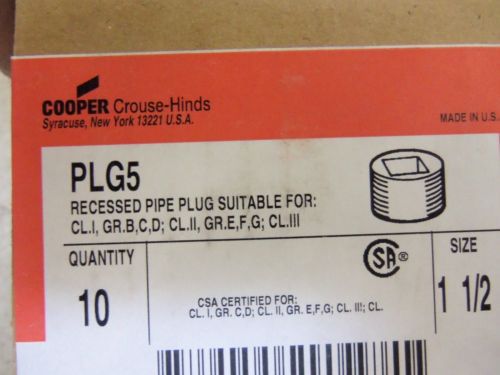 COOPER Crouse-Hinds
Syracuse, New York 13221 U.S.A.
MADE IN U.S.
PLG5
RECESSED PIPE PLUG SUITABLE FOR:
CL.I, GR.B,C,D; CL.II, GR.E,F,G; CL.III
QUANTITY
10
SA ®
CSA CERTIFIED FOR:
CL. I, GR. C,D; CL. II, GR. E,F,G; CL. III; CL.
SIZE
1 1/2